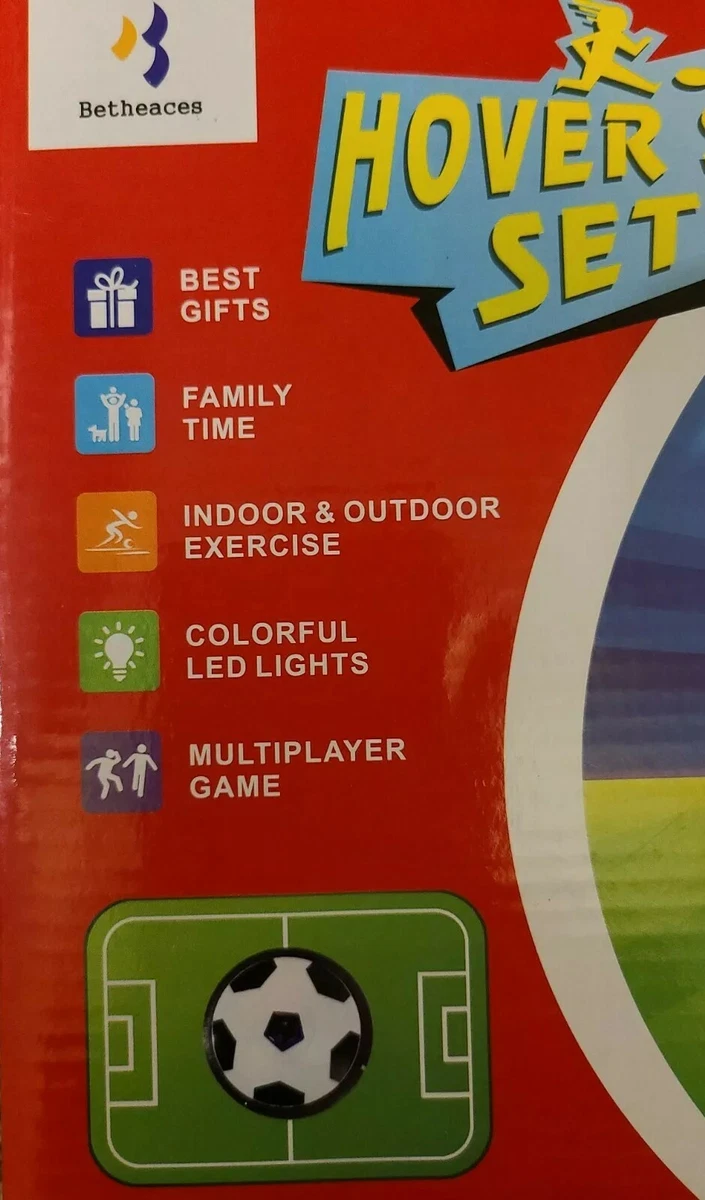 Betheaces
HOVER
SET
BEST
GIFTS
FAMILY
TIME
INDOOR & OUTDOOR
EXERCISE
COLORFUL
LED LIGHTS
MULTIPLAYER
GAME